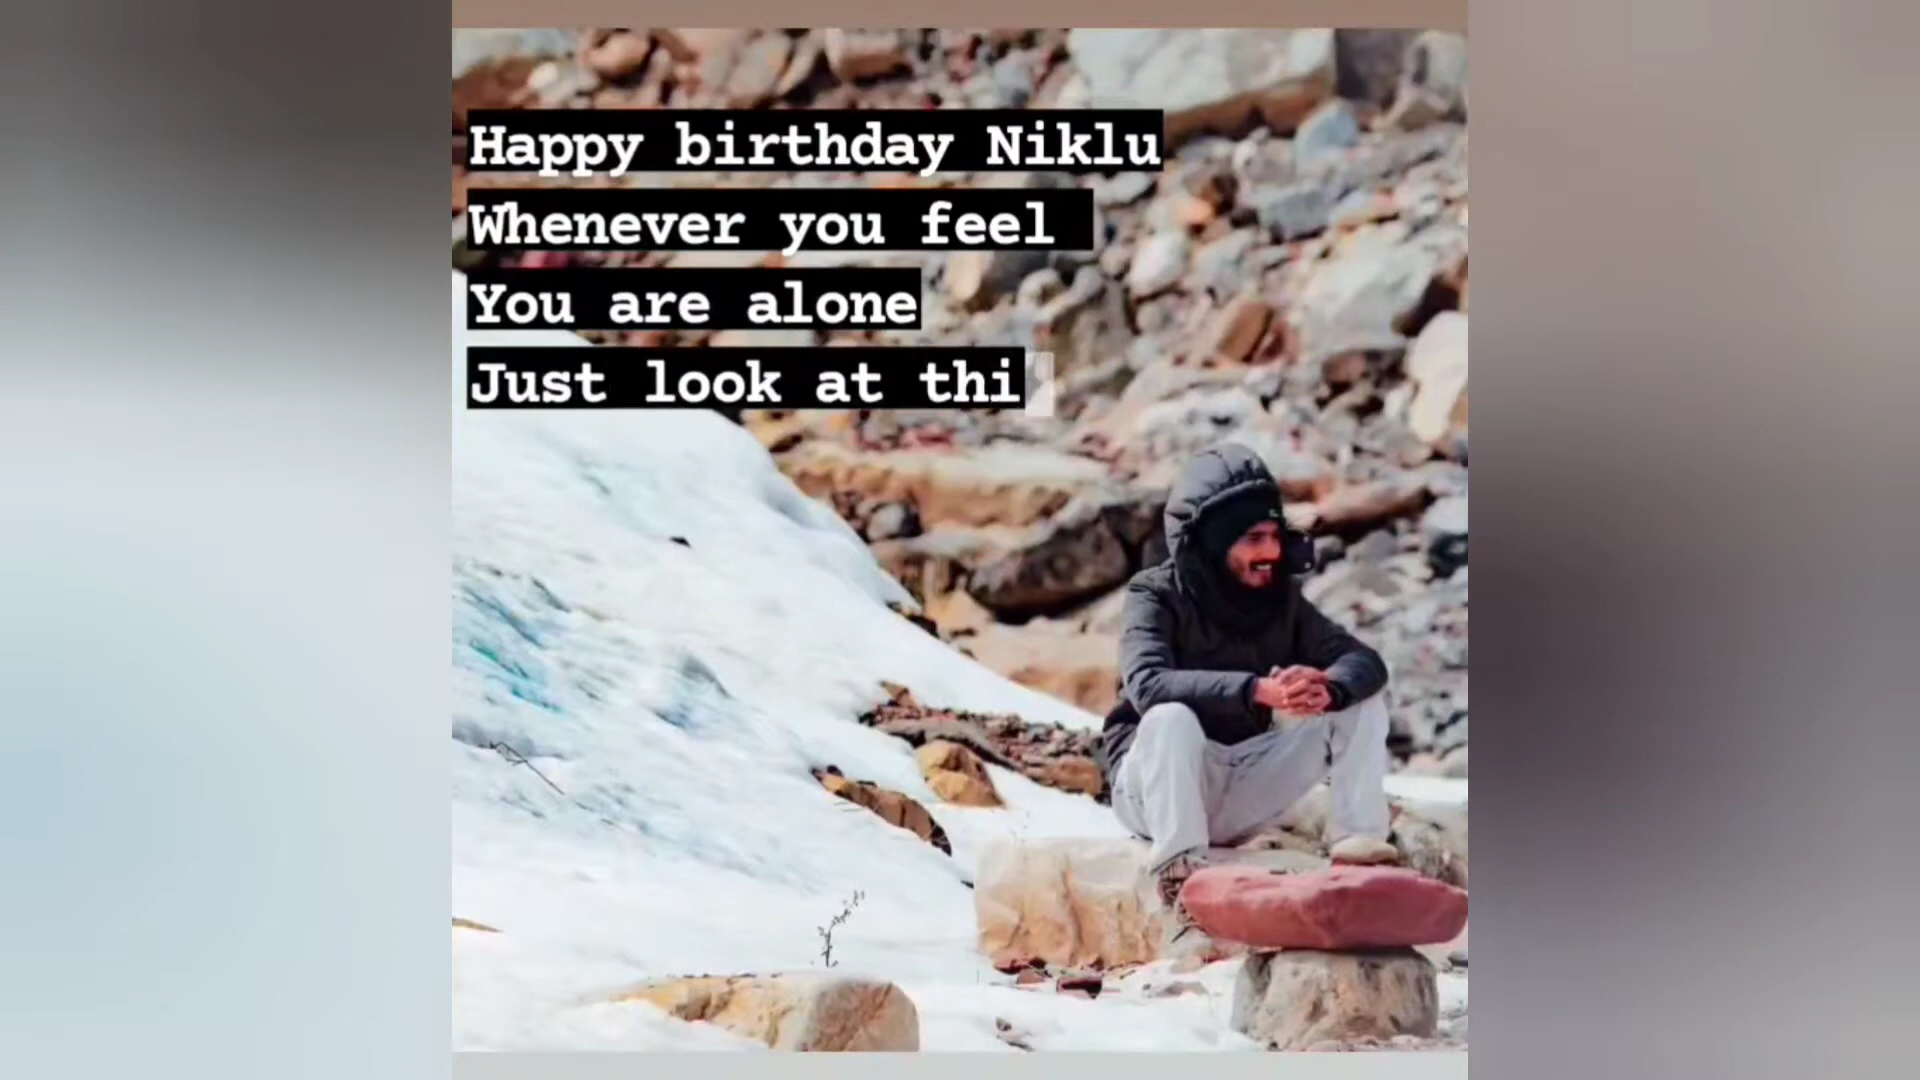 Happy birthday Niklu
Whenever you feel
You are alone
Just look at thi